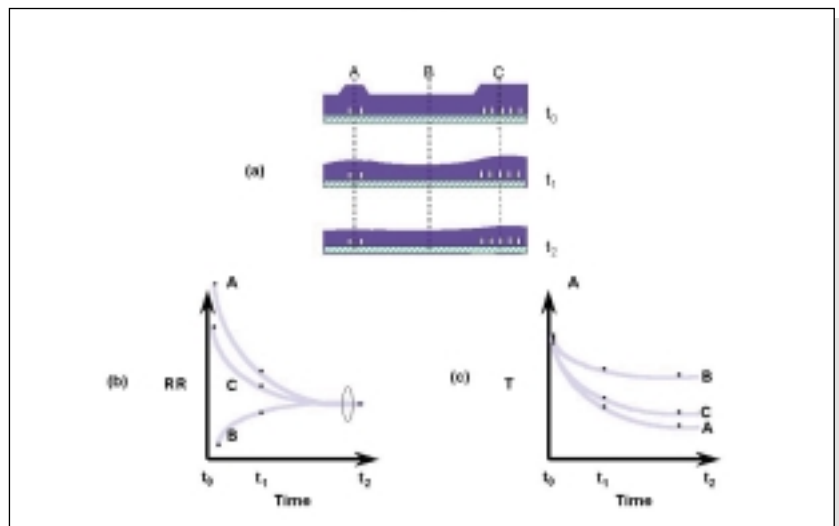 A B C
t0
(a)
t1
t2
A
(b) RR C
B
t0 t1 t2
Time
A
(c) T B
C
A
t0 t1 t2
Time